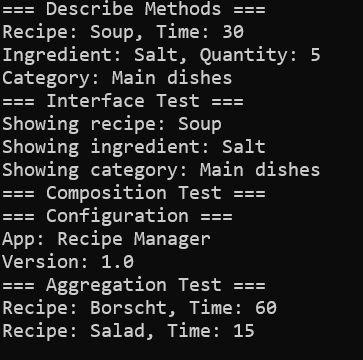 === Describe Methods ===
Recipe: Soup, Time: 30
Ingredient: Salt, Quantity: 5
Category: Main dishes
=== Interface Test ===
Showing recipe: Soup
Showing ingredient: Salt
Showing category: Main dishes
=== Composition Test ===
=== Configuration ===
App: Recipe Manager
Version: 1.0
=== Aggregation Test ===
Recipe: Borscht, Time: 60
Recipe: Salad, Time: 15